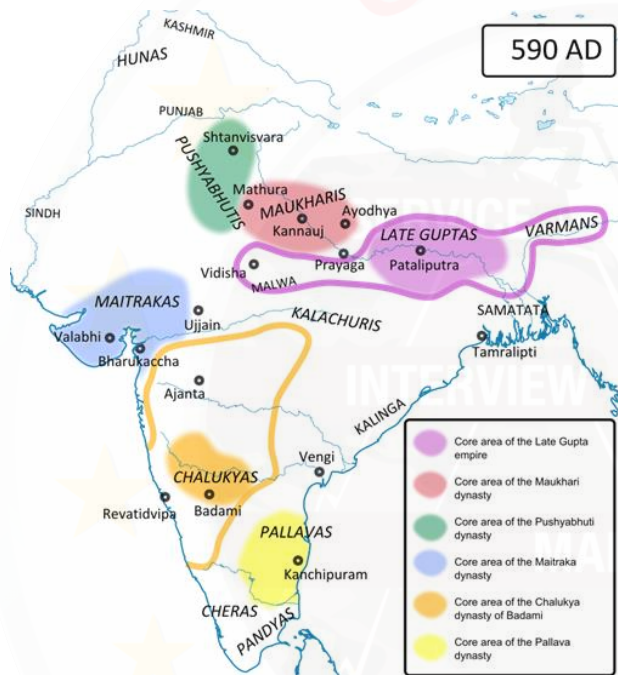 KASHMIR
HUNAS
590 AD
PUNJAB
Shtanvisvara
PUSHYABHUTIS
Mathura
MAUKHARIS
Ayodhya
Kannauj
SINDH
LATE GUPTAS
VARMANS
Prayaga
Pataliputra
Vidisha
MALWA
MAITRAKAS
SAMATATA
Ujjain
KALACHURIS
Valabhi
Bharukaccha
Tamralipti
Ajanta
INTERVIEW
KALINGA
Vengi
CHALUKYAS
Revatidvipa
Badami
PALLAVAS
Kanchipuram
CHERAS
PANDYAS
SERVICE
Core area of the Late Gupta
empire
Core area of the Maukhari
dynasty
Core area of the Pushyabhuti
dynasty
Core area of the Maitraka
dynasty
Core area of the Chalukya
dynasty of Badami
Core area of the Pallava
dynasty